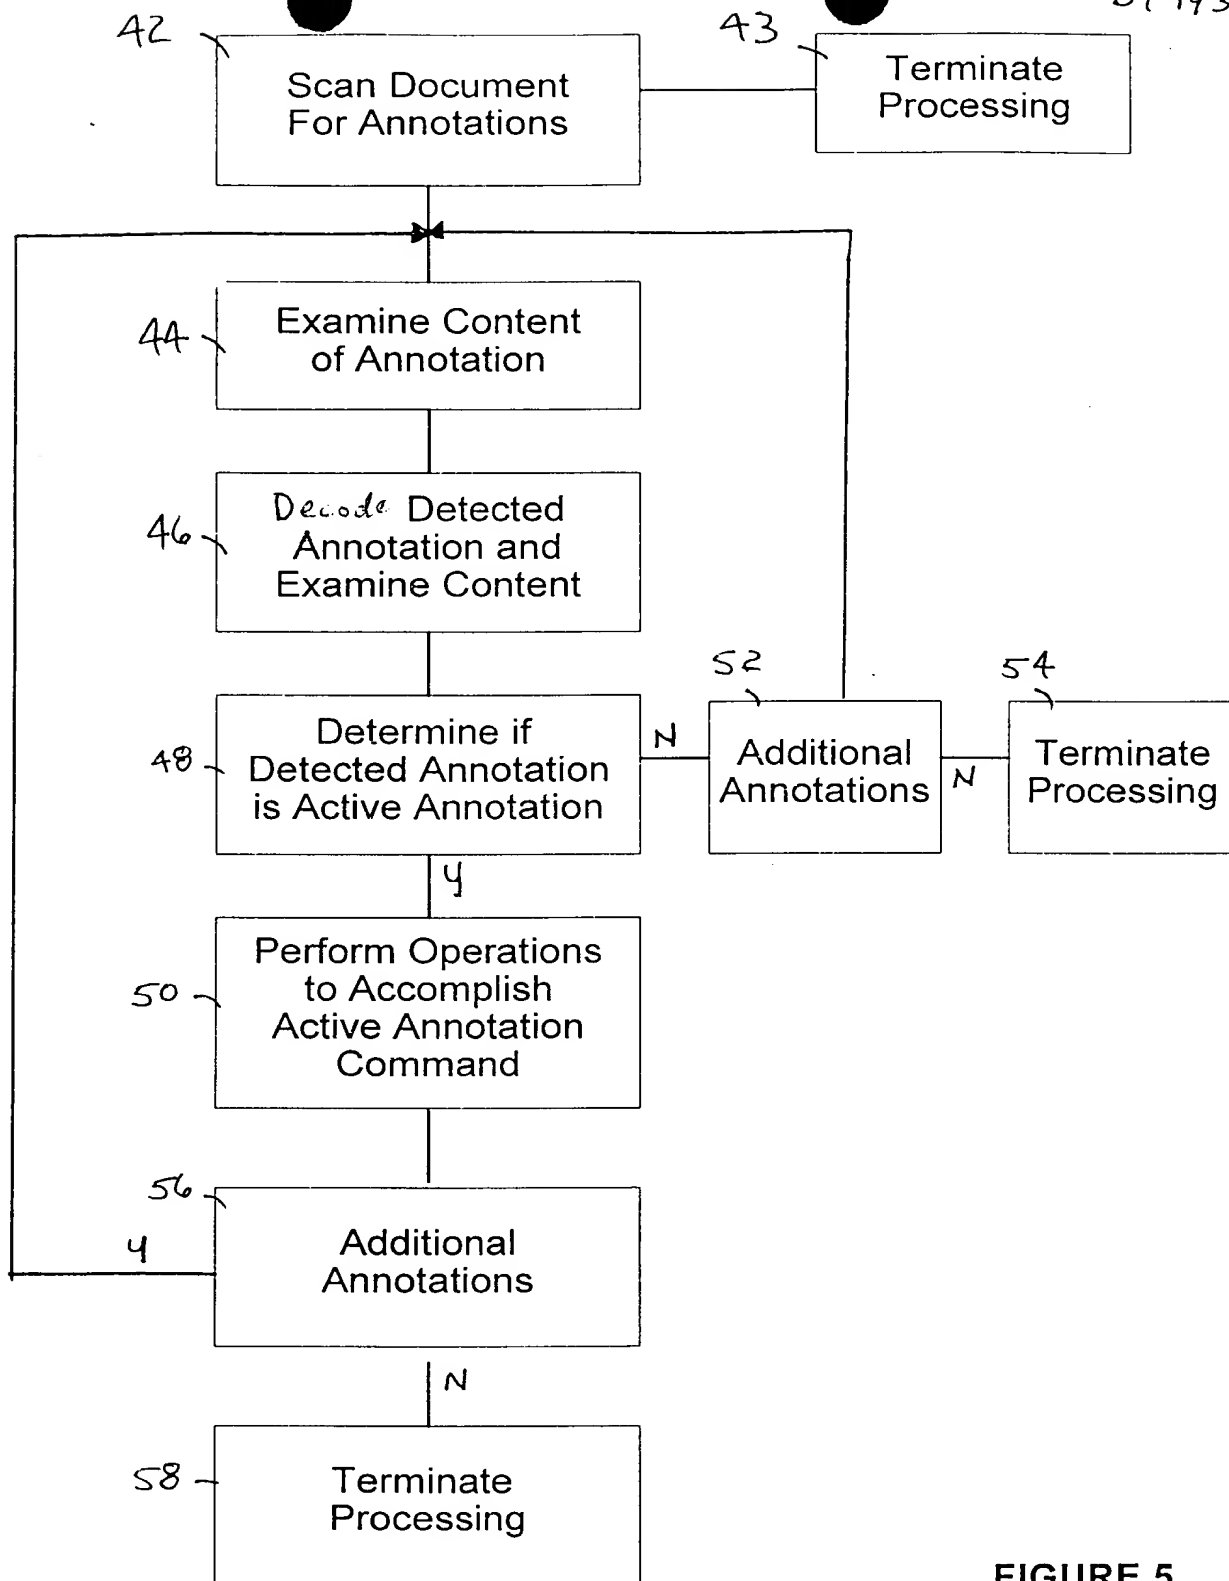 42
Scan Document
For Annotations
43
Terminate
Processing
44
Examine Content
of Annotation
46
Decode Detected
Annotation and
Examine Content
48
Determine if
Detected Annotation
is Active Annotation
N
52
Additional
Annotations
N
54
Terminate
Processing
Y
50
Perform Operations
to Accomplish
Active Annotation
Command
56
Y
Additional
Annotations
N
58
Terminate
Processing
FIGURE 5